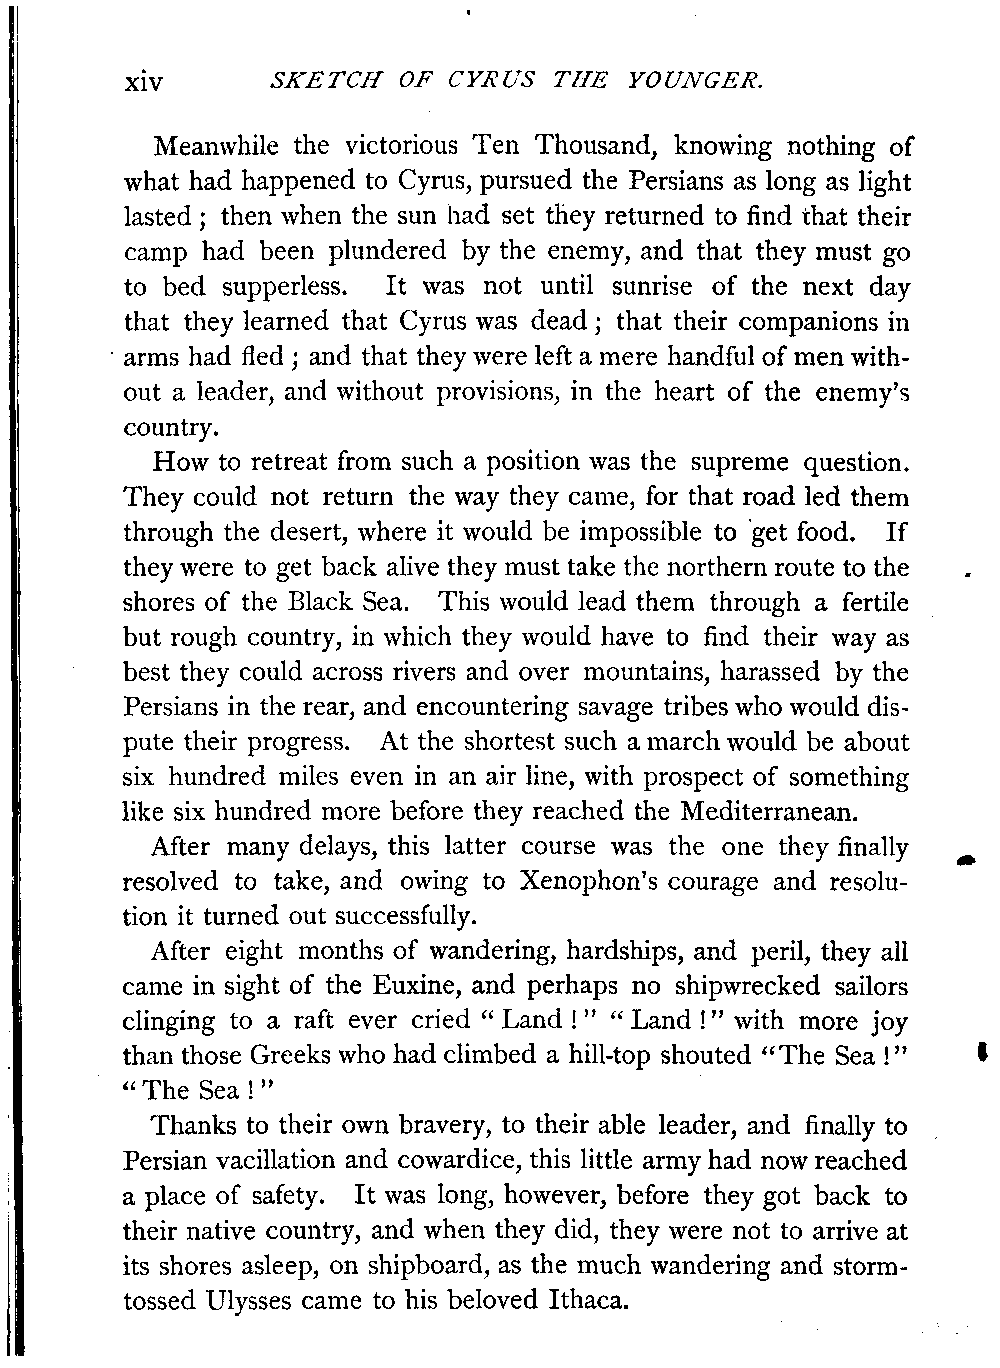 xiv SKETCH OF CYRUS THE YOUNGER.
Meanwhile the victorious Ten Thousand, knowing nothing of
what had happened to Cyrus, pursued the Persians as long as light
lasted ; then when the sun had set they returned to find that their
camp had been plundered by the enemy, and that they must go
to bed supperless. It was not until sunrise of the next day
that they learned that Cyrus was dead ; that their companions in
arms had fled ; and that they were left a mere handful of men with-
out a leader, and without provisions, in the heart of the enemy's
country.
How to retreat from such a position was the supreme question.
They could not return the way they came, for that road led them
through the desert, where it would be impossible to get food. If
they were to get back alive they must take the northern route to the
shores of the Black Sea. This would lead them through a fertile
but rough country, in which they would have to find their way as
best they could across rivers and over mountains, harassed by the
Persians in the rear, and encountering savage tribes who would dis-
pute their progress. At the shortest such a march would be about
six hundred miles even in an air line, with prospect of something
like six hundred more before they reached the Mediterranean.
After many delays, this latter course was the one they finally
resolved to take, and owing to Xenophon's courage and resolu-
tion it turned out successfully.
After eight months of wandering, hardships, and peril, they all
came in sight of the Euxine, and perhaps no shipwrecked sailors
clinging to a raft ever cried “ Land ! ” “ Land ! ” with more joy
than those Greeks who had climbed a hill-top shouted “The Sea ! ”
“ The Sea ! ”
Thanks to their own bravery, to their able leader, and finally to
Persian vacillation and cowardice, this little army had now reached
a place of safety. It was long, however, before they got back to
their native country, and when they did, they were not to arrive at
its shores asleep, on shipboard, as the much wandering and storm-
tossed Ulysses came to his beloved Ithaca.